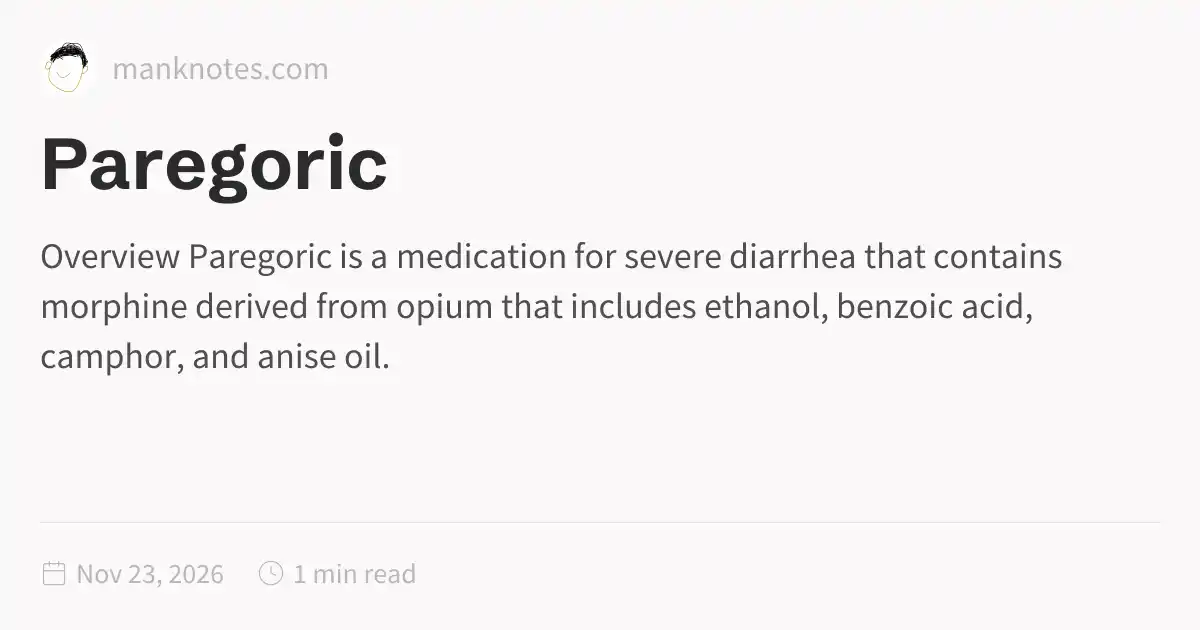 manknotes.com
Paregoric
Overview Paregoric is a medication for severe diarrhea that contains
morphine derived from opium that includes ethanol, benzoic acid,
camphor, and anise oil.
Nov 23, 2026 1 min read